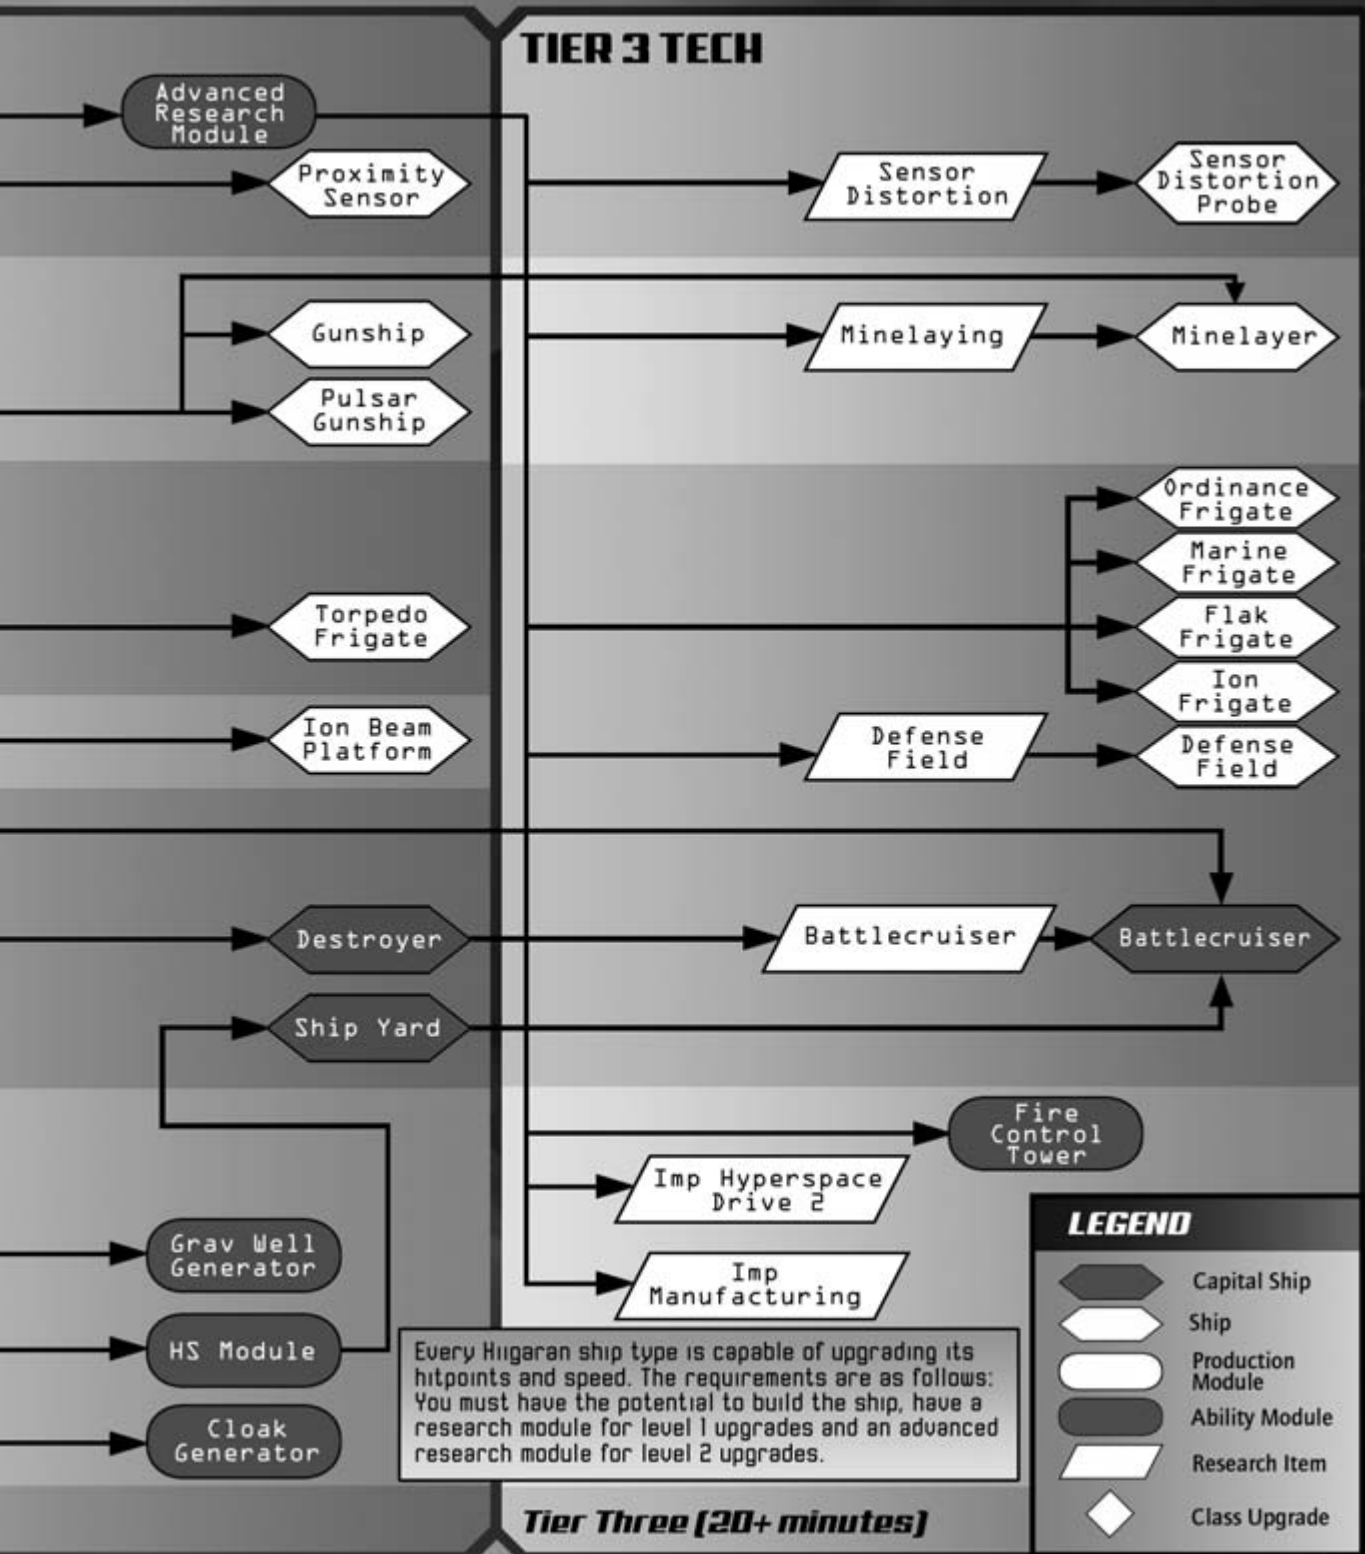 TIER 3 TECH
Advanced
Research
Module
Proximity
Sensor
Sensor
Distortion
Sensor
Distortion
Probe
Gunship
Minelaying
Minelayer
Pulsar
Gunship
Ordinance
Frigate
Marine
Frigate
Torpedo
Frigate
Flak
Frigate
Ion
Frigate
Ion Beam
Platform
Defense
Field
Defense
Field
Destroyer
Battlecruiser
Battlecruiser
Ship Yard
Fire
Control
Tower
Imp Hyperspace
Drive 2
Grav Well
Generator
Imp
Manufacturing
HS Module
Cloak
Generator
Every Hiigaran ship type is capable of upgrading its
hitpoints and speed. The requirements are as follows:
You must have the potential to build the ship, have a
research module for level 1 upgrades and an advanced
research module for level 2 upgrades.
LEGEND
Capital Ship
Ship
Production
Module
Ability Module
Research Item
Class Upgrade
Tier Three (20+ minutes)